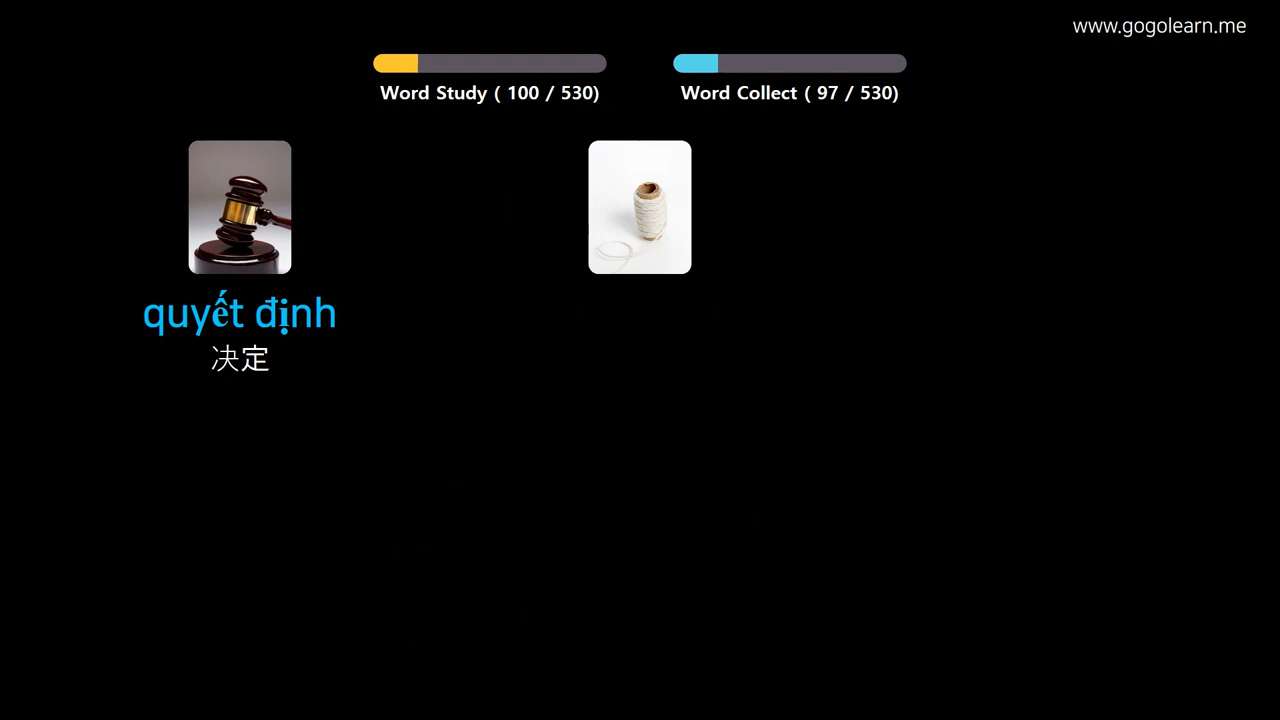 www.gogolearn.me
Word Study ( 100 / 530)
Word Collect ( 97 / 530)
quyết định
决定